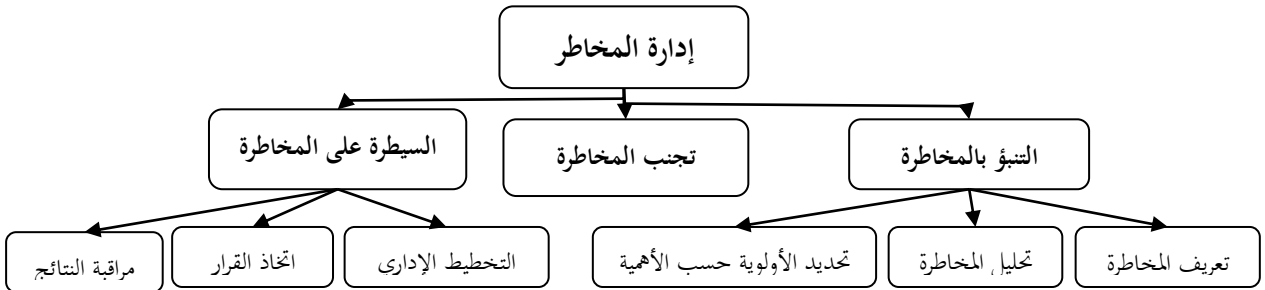 إدارة المخاطر
التنبؤ بالمخاطرة
تجنب المخاطرة
السيطرة على المخاطرة
تعريف المخاطرة
تحليل المخاطرة
تحديد الأولوية حسب الأهمية
التخطيط الإدارى
اتخاذ القرار
مراقبة النتائج